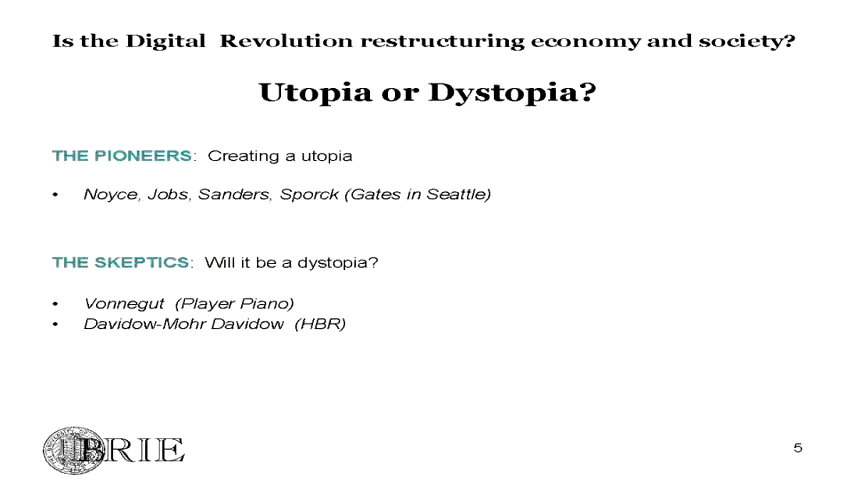 Is the Digital Revolution restructuring economy and society?
Utopia or Dystopia?
THE PIONEERS: Creating a utopia
• Noyce, Jobs, Sanders, Sporck (Gates in Seattle)
THE SKEPTICS: Will it be a dystopia?
• Vonnegut (Player Piano)
• Davidow-Mohr Davidow (HBR)
BRIE
5